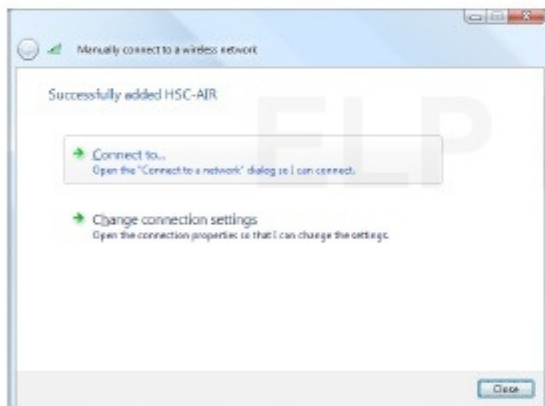 Manually connect to a wireless network
Successfully added HSC-AIR
Connect to...
Open the "Connect to a network" dialog so I can connect.
Change connection settings
Open the connection properties so that I can change the settings.
Close